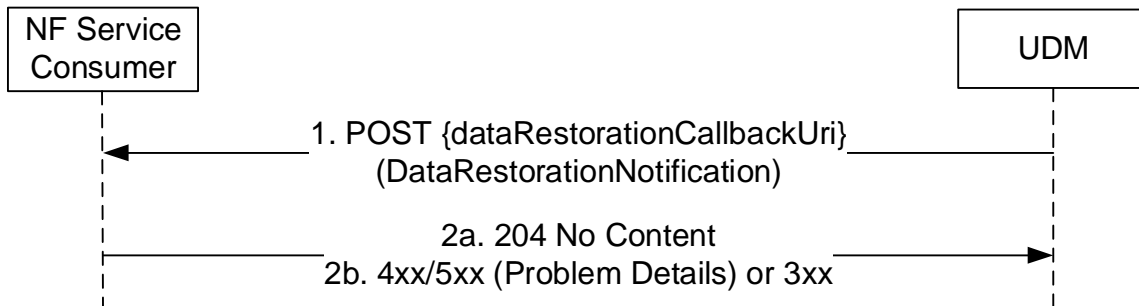 NF Service
Consumer
UDM
1. POST {dataRestorationCallbackUri}
(DataRestorationNotification)
2a. 204 No Content
2b. 4xx/5xx (Problem Details) or 3xx